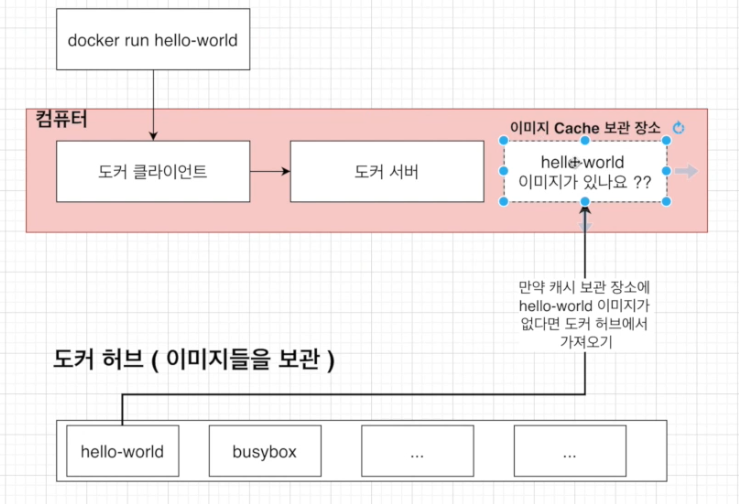 docker run hello-world
컴퓨터
이미지 Cache 보관 장소
도커 클라이언트
도커 서버
hello-world
이미지가 있나요 ??
만약 캐시 보관 장소에
hello-world 이미지가
없다면 도커 허브에서
가져오기
도커 허브 ( 이미지들을 보관 )
hello-world
busybox
...
...